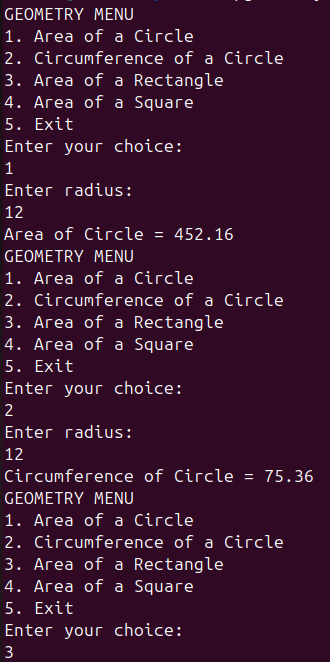 GEOMETRY MENU
1. Area of a Circle
2. Circumference of a Circle
3. Area of a Rectangle
4. Area of a Square
5. Exit
Enter your choice:
1
Enter radius:
12
Area of Circle = 452.16
GEOMETRY MENU
1. Area of a Circle
2. Circumference of a Circle
3. Area of a Rectangle
4. Area of a Square
5. Exit
Enter your choice:
2
Enter radius:
12
Circumference of Circle = 75.36
GEOMETRY MENU
1. Area of a Circle
2. Circumference of a Circle
3. Area of a Rectangle
4. Area of a Square
5. Exit
Enter your choice:
3